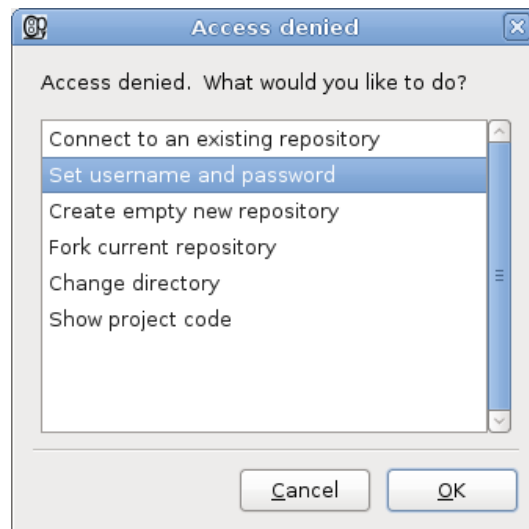 Access denied
Access denied. What would you like to do?
Connect to an existing repository
Set username and password
Create empty new repository
Fork current repository
Change directory
Show project code
Cancel
OK